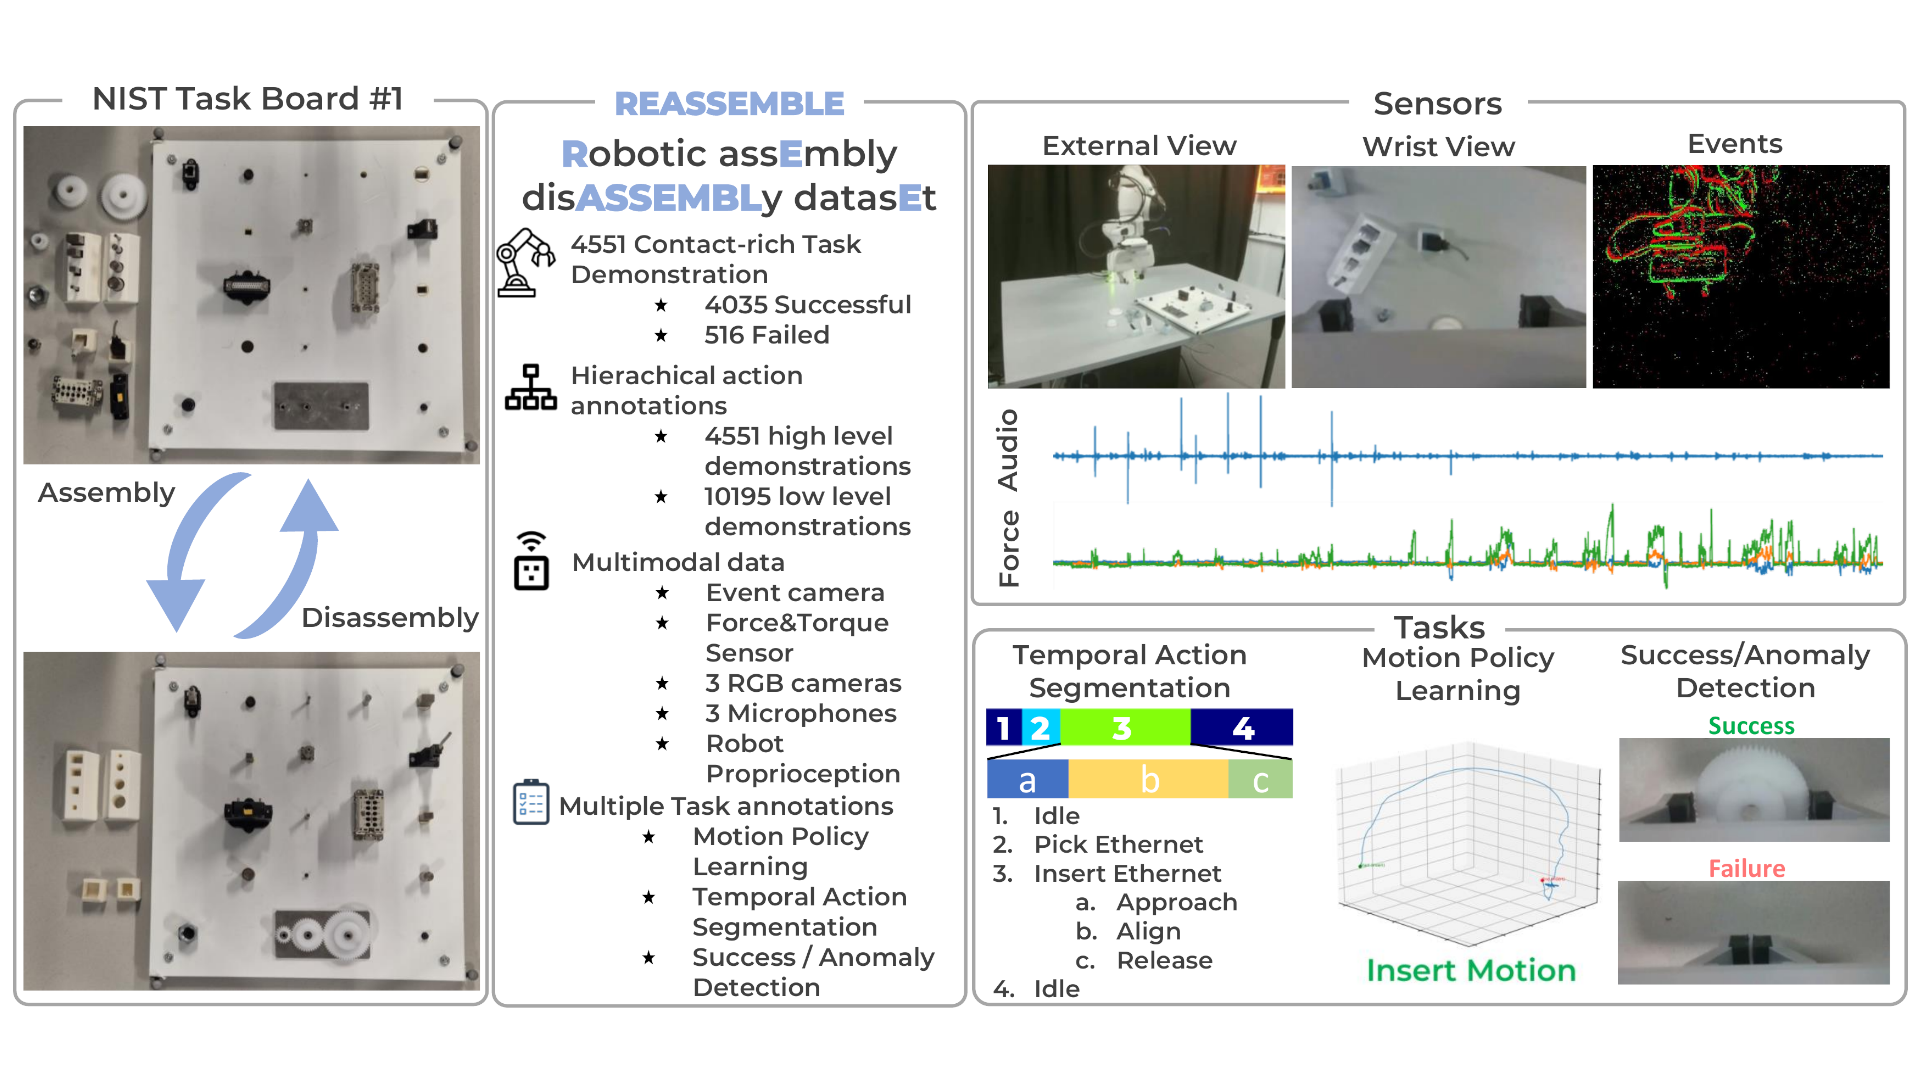 NIST Task Board #1
Assembly
Disassembly
REASSEMBLE
Robotic assEmbly
disASSEMBLy datasEt
4551 Contact-rich Task
Demonstration
★ 4035 Successful
★ 516 Failed
Hierachical action
annotations
★ 4551 high level
demonstrations
★ 10195 low level
demonstrations
Multimodal data
★ Event camera
★ Force&Torque
Sensor
★ 3 RGB cameras
★ 3 Microphones
★ Robot
Proprioception
Multiple Task annotations
★ Motion Policy
Learning
★ Temporal Action
Segmentation
★ Success / Anomaly
Detection
Sensors
External View
Wrist View
Events
Audio
Force
Tasks
Temporal Action
Segmentation
1 2 3 4
a b c
1. Idle
2. Pick Ethernet
3. Insert Ethernet
a. Approach
b. Align
c. Release
4. Idle
Motion Policy
Learning
Insert Motion
Success/Anomaly
Detection
Success
Failure